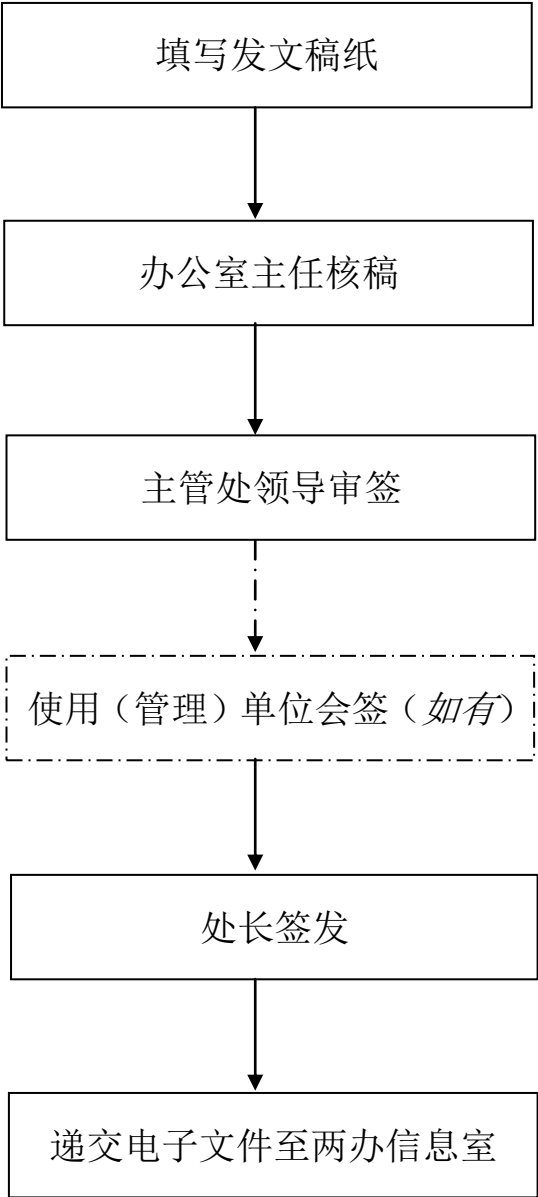 填写发文稿纸
办公室主任核稿
主管处领导审签
使用（管理）单位会签（如有）
处长签发
递交电子文件至两办信息室